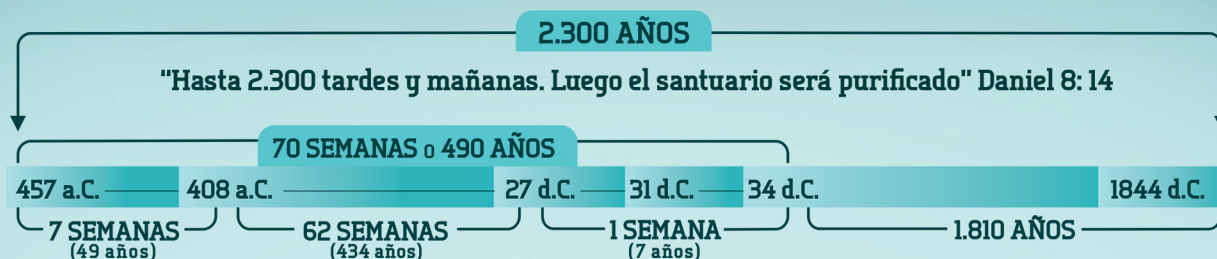 2.300 AÑOS
"Hasta 2.300 tardes y mañanas. Luego el santuario será purificado" Daniel 8: 14
70 SEMANAS o 490 AÑOS
457 a.C. 408 a.C. 27 d.C. 31 d.C. 34 d.C. 1844 d.C.
7 SEMANAS 62 SEMANAS 1 SEMANA 1.810 AÑOS
(49 años) (434 años) (7 años)